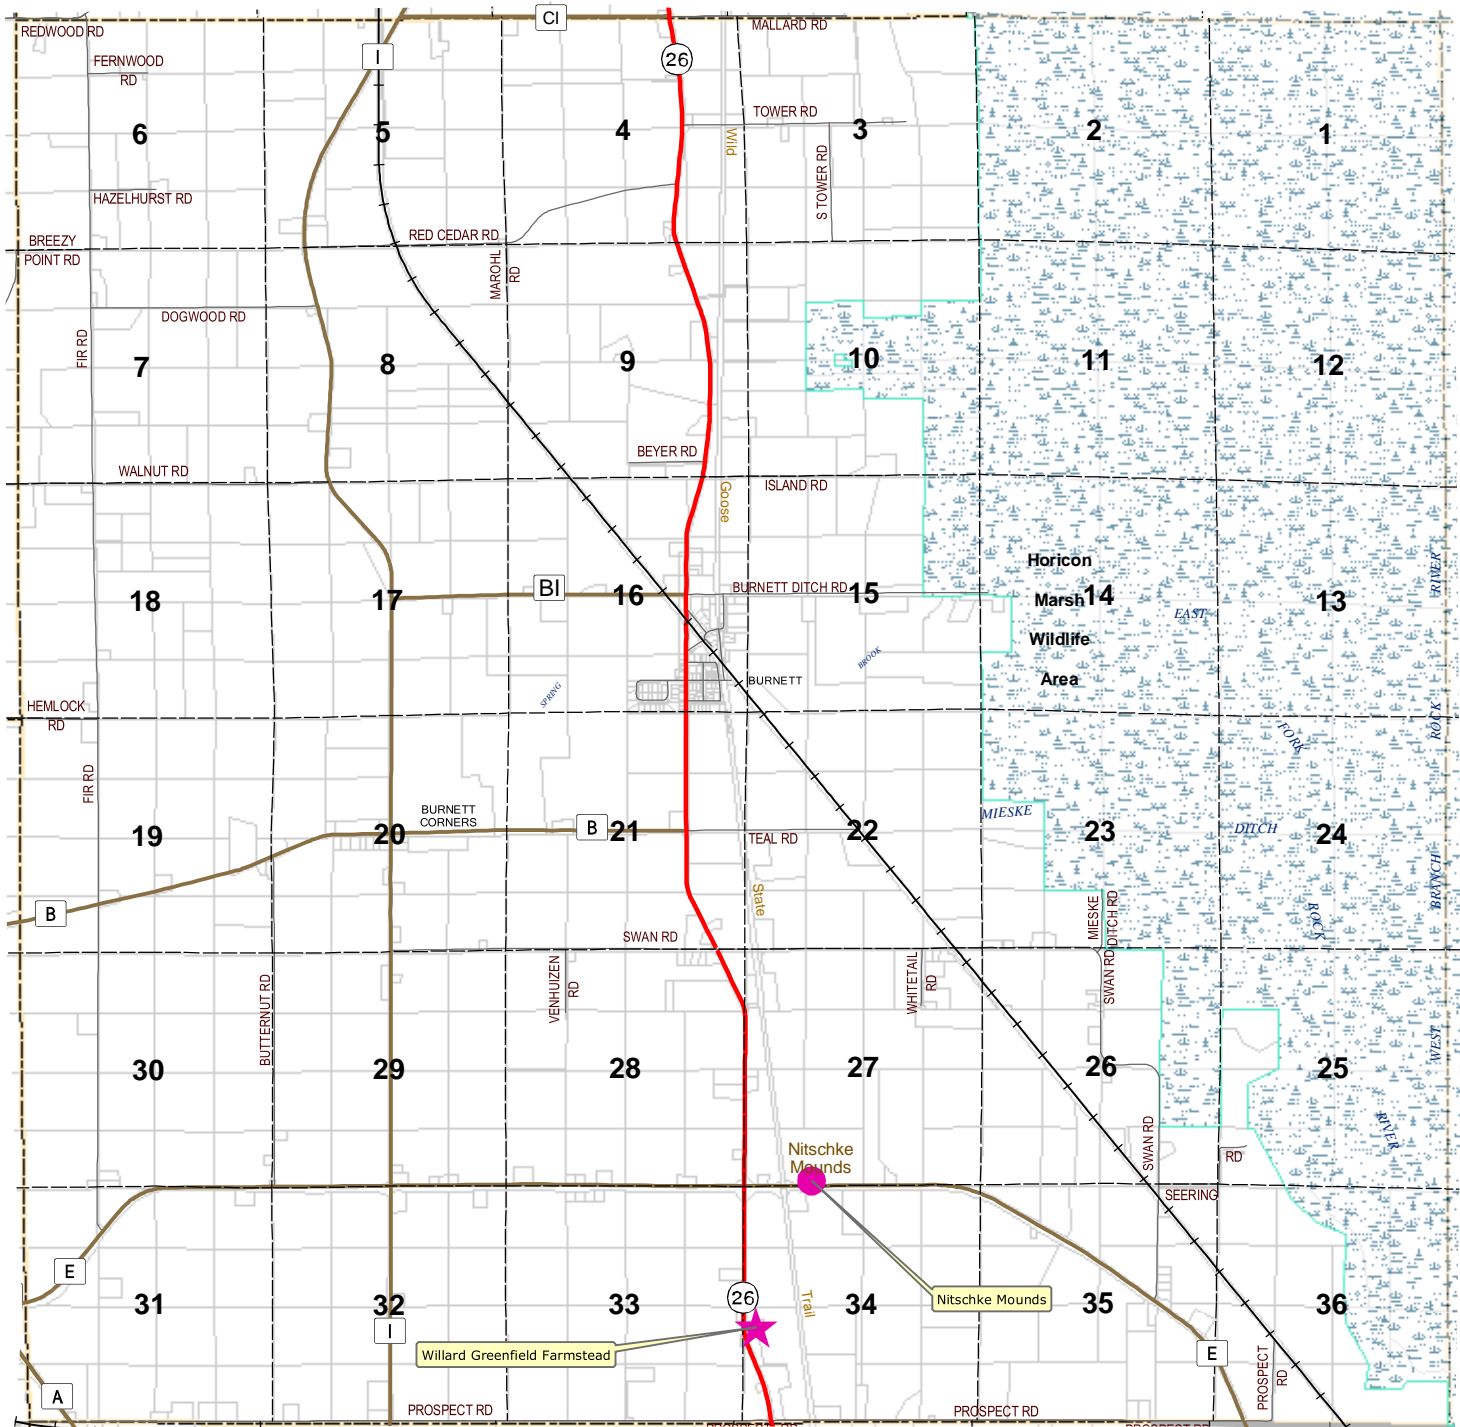 CI
MALLARD RD
REDWOOD RD
FERNWOOD
RD
I
26
TOWER RD
Wild
6
5
4
3
2
1
S TOWER RD
HAZELHURST RD
BREEZY
POINT RD
RED CEDAR RD
MAROHL
RD
DOGWOOD RD
FIR RD
7
8
9
10
11
12
BEYER RD
WALNUT RD
ISLAND RD
Goose
Horicon
Marsh
Wildlife
Area
RIVER
BI
BURNETT DITCH RD
18
17
16
15
14
13
EAST
BROOK
SPRING
BURNETT
HEMLOCK
RD
FORK
ROCK
FIR RD
BURNETT
CORNERS
MIESKE
DITCH
B
19
20
21
22
23
24
TEAL RD
BRANCH
State
B
MIESKE
DITCH RD
ROCK
SWAN RD
VENHUIZEN
RD
WHITETAIL
RD
SWAN RD
BUTTERNUT RD
WEST
30
29
28
27
26
25
RIVER
Nitschke
Mounds
SWAN RD
RD
SEERING
E
31
32
33
34
35
36
26
Trail
Nitschke Mounds
I
Willard Greenfield Farmstead
E
PROSPECT
RD
A
PROSPECT RD
PROSPECT RD